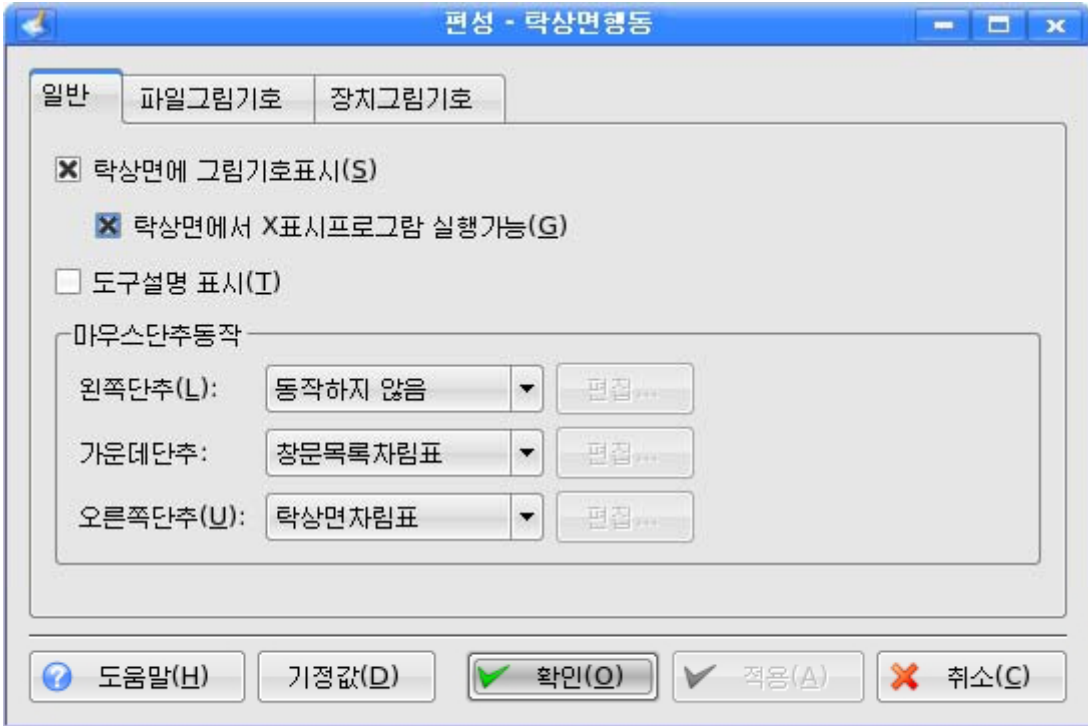 편성 - 탁상면행동
일반 파일그림기호 장치그림기호
탁상면에 그림기호표시(S)
탁상면에서 X표시프로그람 실행가능(G)
도구설명 표시(T)
마우스단추동작
왼쪽단추(L): 동작하지 않음 편집...
가운데단추: 창문목록차림표 편집...
오른쪽단추(U): 탁상면차림표 편집...
도움말(H) 기정값(D) 확인(O) 적용(A) 취소(C)